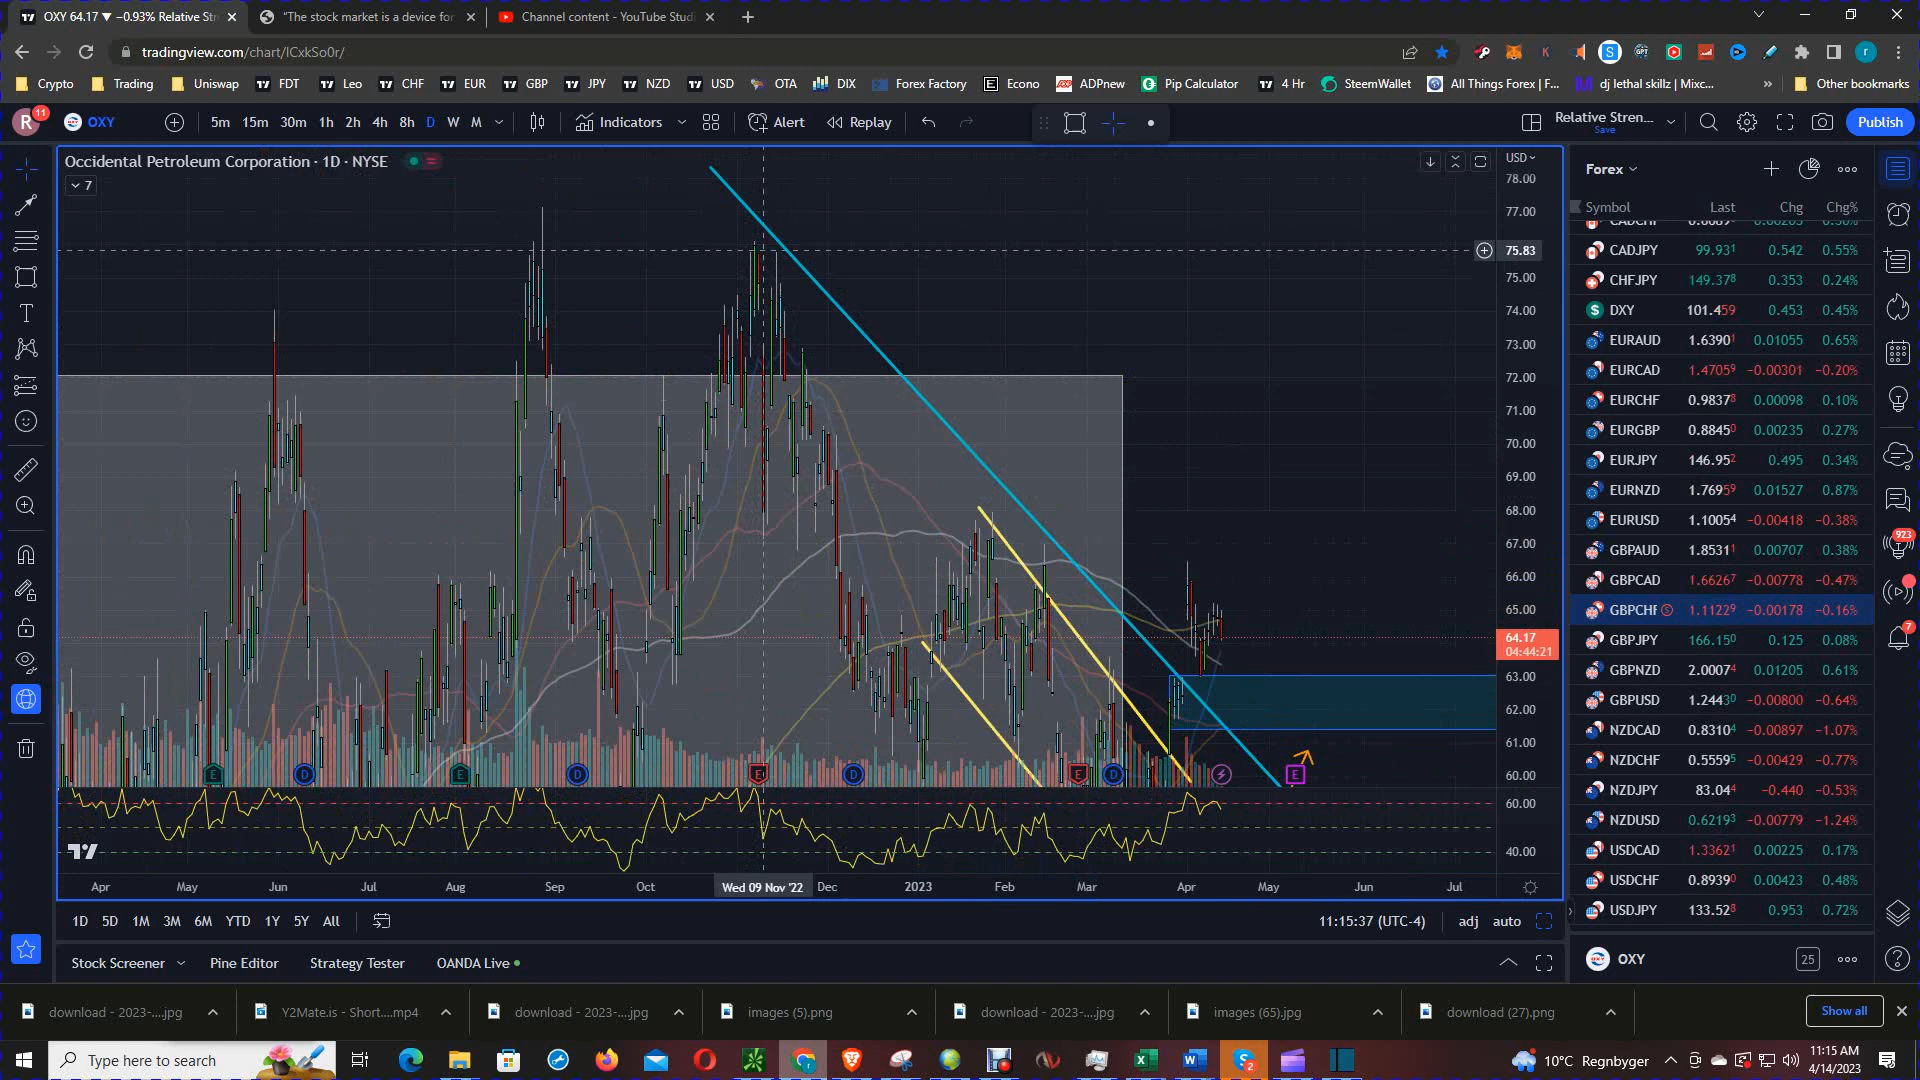 OXY 64.17 ▼ −0.93% Relative Str
"The stock market is a device for
Channel content - YouTube Studi
tradingview.com/chart/lCxkSo0r/
Crypto Trading Uniswap FDT Leo CHF EUR GBP JPY NZD USD OTA DIX Forex Factory Econo ADPnew Pip Calculator 4 Hr SteemWallet All Things Forex | F... dj lethal skillz | Mixc... » Other bookmarks
R 11 OXY 5m 15m 30m 1h 2h 4h 8h D W M Indicators Alert Replay Relative Stren... Save Publish
Occidental Petroleum Corporation · 1D · NYSE
7
USD
78.00
77.00
75.83
75.00
74.00
73.00
72.00
71.00
70.00
69.00
68.00
67.00
66.00
65.00
64.17
04:44:21
63.00
62.00
61.00
60.00
E D E D E D E D E
60.00
40.00
Apr May Jun Jul Aug Sep Oct Wed 09 Nov '22 Dec 2023 Feb Mar Apr May Jun Jul
1D 5D 1M 3M 6M YTD 1Y 5Y All 11:15:37 (UTC-4) adj auto
Stock Screener Pine Editor Strategy Tester OANDA Live
Forex
Symbol Last Chg Chg%
CADJPY 99.931 0.542 0.55%
CHFJPY 149.378 0.353 0.24%
DXY 101.459 0.453 0.45%
EURAUD 1.63901 0.01055 0.65%
EURCAD 1.47059 −0.00301 −0.20%
EURCHF 0.98378 0.00098 0.10%
EURGBP 0.88450 0.00235 0.27%
EURJPY 146.952 0.495 0.34%
EURNZD 1.76959 0.01527 0.87%
EURUSD 1.10054 −0.00418 −0.38%
GBPAUD 1.85311 0.00707 0.38%
GBPCAD 1.66267 −0.00778 −0.47%
GBPCHF 1.11229 −0.00178 −0.16%
GBPJPY 166.150 0.125 0.08%
GBPNZD 2.00074 0.01205 0.61%
GBPUSD 1.24430 −0.00800 −0.64%
NZDCAD 0.83104 −0.00897 −1.07%
NZDCHF 0.55595 −0.00429 −0.77%
NZDJPY 83.044 −0.440 −0.53%
NZDUSD 0.62193 −0.00779 −1.24%
USDCAD 1.33621 0.00225 0.17%
USDCHF 0.89390 0.00423 0.48%
USDJPY 133.528 0.953 0.72%
OXY 25
923
7
download - 2023-....jpg Y2Mate.is - Short....mp4 download - 2023-....jpg images (5).png download - 2023-....jpg images (65).jpg download (27).png Show all
Type here to search
10°C Regnbyger
11:15 AM
4/14/2023